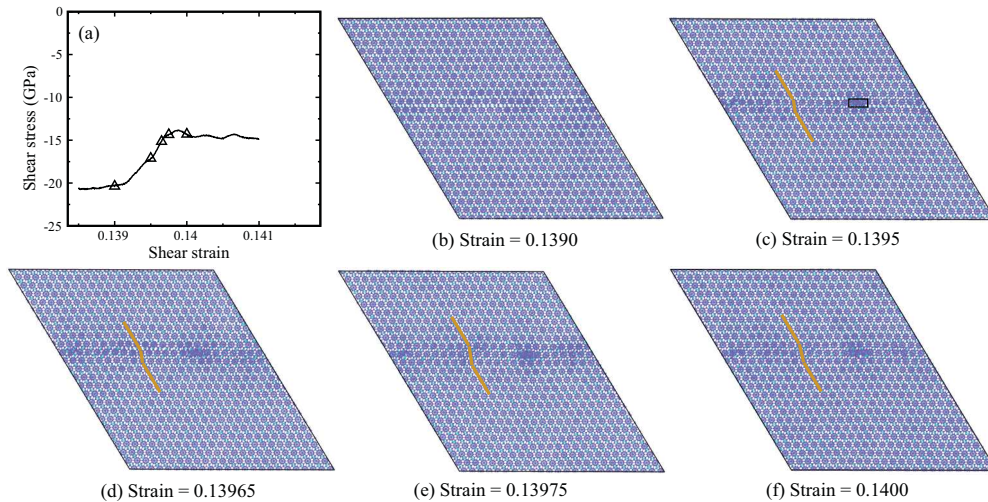 (a)
0
-5
-10
-15
-20
-25
Shear stress (GPa)
0.139
0.14
0.141
Shear strain
(b) Strain = 0.1390
(c) Strain = 0.1395
(d) Strain = 0.13965
(e) Strain = 0.13975
(f) Strain = 0.1400